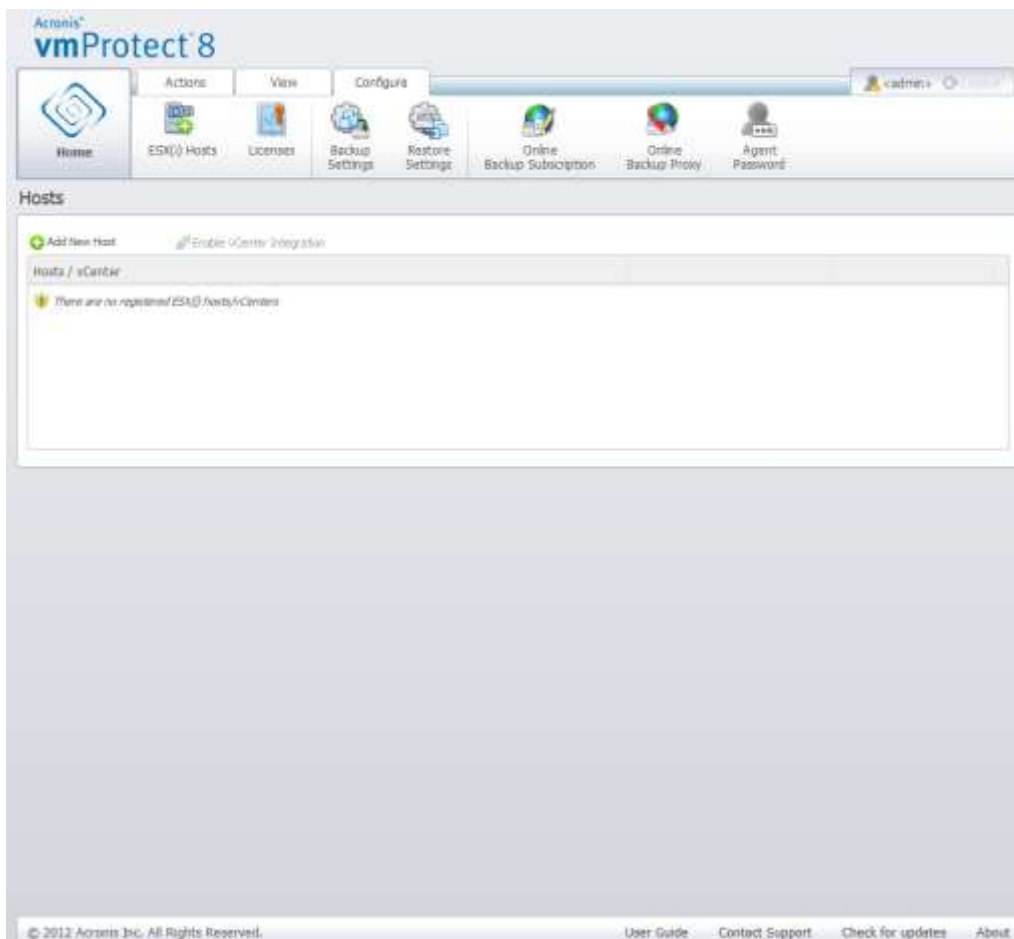 Acronis®
vmProtect 8
Actions View Configure <admin>
Home ESX(i) Hosts Licenses Backup Settings Restore Settings Online Backup Subscription Online Backup Proxy Agent Password
Hosts
Add New Host Enable vCenter Integration
Hosts / vCenter
There are no registered ESX(i) hosts/vCenters
© 2012 Acronis Inc. All Rights Reserved. User Guide Contact Support Check for updates About